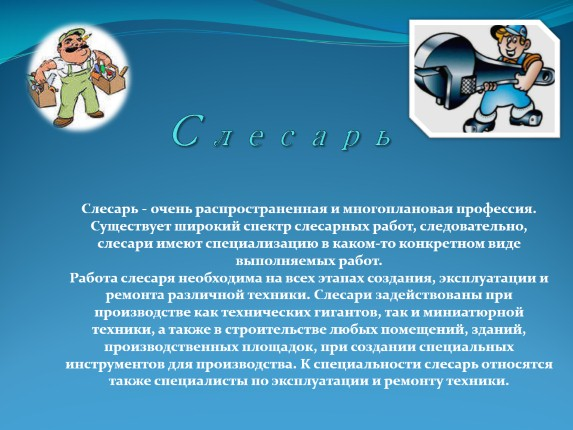 Слесарь
Слесарь - очень распространенная и многоплановая профессия.
Существует широкий спектр слесарных работ, следовательно,
слесари имеют специализацию в каком-то конкретном виде
выполняемых работ.
Работа слесаря необходима на всех этапах создания, эксплуатации и
ремонта различной техники. Слесари задействованы при
производстве как технических гигантов, так и миниатюрной
техники, а также в строительстве любых помещений, зданий,
производственных площадок, при создании специальных
инструментов для производства. К специальности слесарь относятся
также специалисты по эксплуатации и ремонту техники.